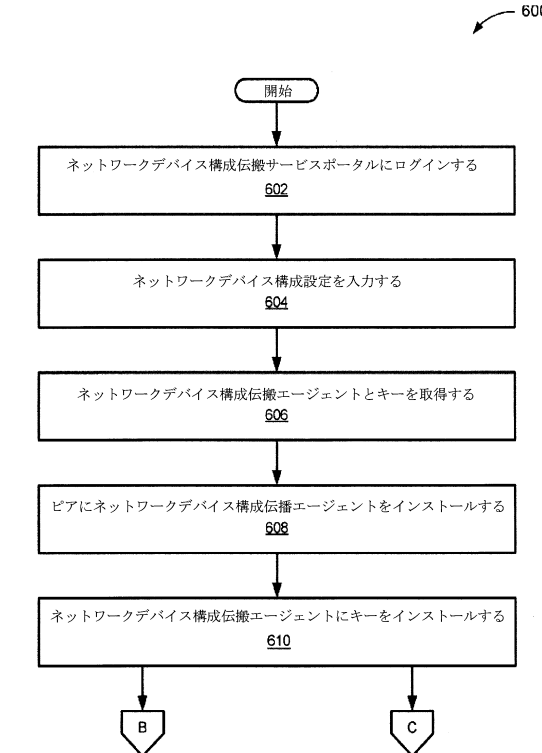 600
開始
ネットワークデバイス構成伝搬サービスポータルにログインする
602
ネットワークデバイス構成設定を入力する
604
ネットワークデバイス構成伝搬エージェントとキーを取得する
606
ピアにネットワークデバイス構成伝播エージェントをインストールする
608
ネットワークデバイス構成伝搬エージェントにキーをインストールする
610
B
C